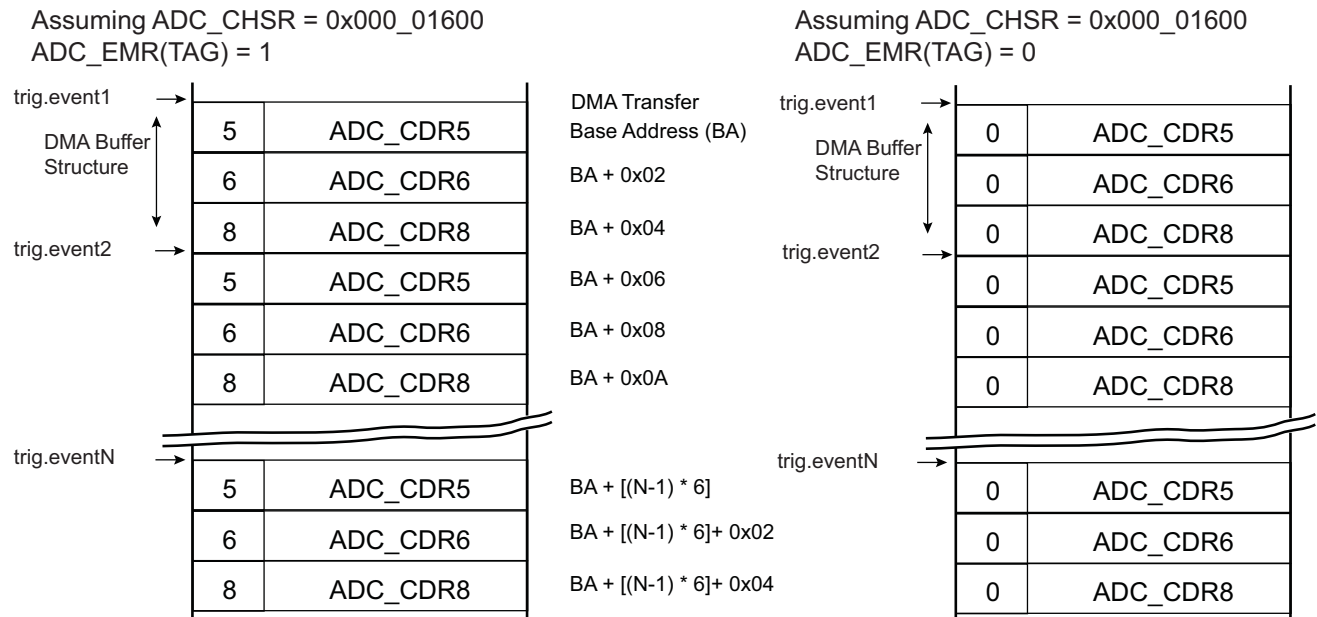 Assuming ADC_CHSR = 0x000_01600
ADC_EMR(TAG) = 1
trig.event1
DMA Buffer
Structure
5 ADC_CDR5
6 ADC_CDR6
8 ADC_CDR8
trig.event2
5 ADC_CDR5
6 ADC_CDR6
8 ADC_CDR8
trig.eventN
5 ADC_CDR5
6 ADC_CDR6
8 ADC_CDR8
DMA Transfer
Base Address (BA)
BA + 0x02
BA + 0x04
BA + 0x06
BA + 0x08
BA + 0x0A
BA + [(N-1) * 6]
BA + [(N-1) * 6]+ 0x02
BA + [(N-1) * 6]+ 0x04
Assuming ADC_CHSR = 0x000_01600
ADC_EMR(TAG) = 0
trig.event1
DMA Buffer
Structure
0 ADC_CDR5
0 ADC_CDR6
0 ADC_CDR8
trig.event2
0 ADC_CDR5
0 ADC_CDR6
0 ADC_CDR8
trig.eventN
0 ADC_CDR5
0 ADC_CDR6
0 ADC_CDR8